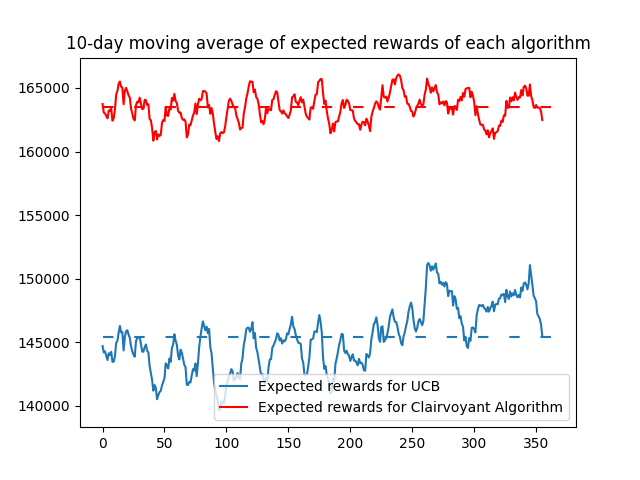 10-day moving average of expected rewards of each algorithm
165000
160000
155000
150000
145000
140000
Expected rewards for UCB
Expected rewards for Clairvoyant Algorithm
0 50 100 150 200 250 300 350